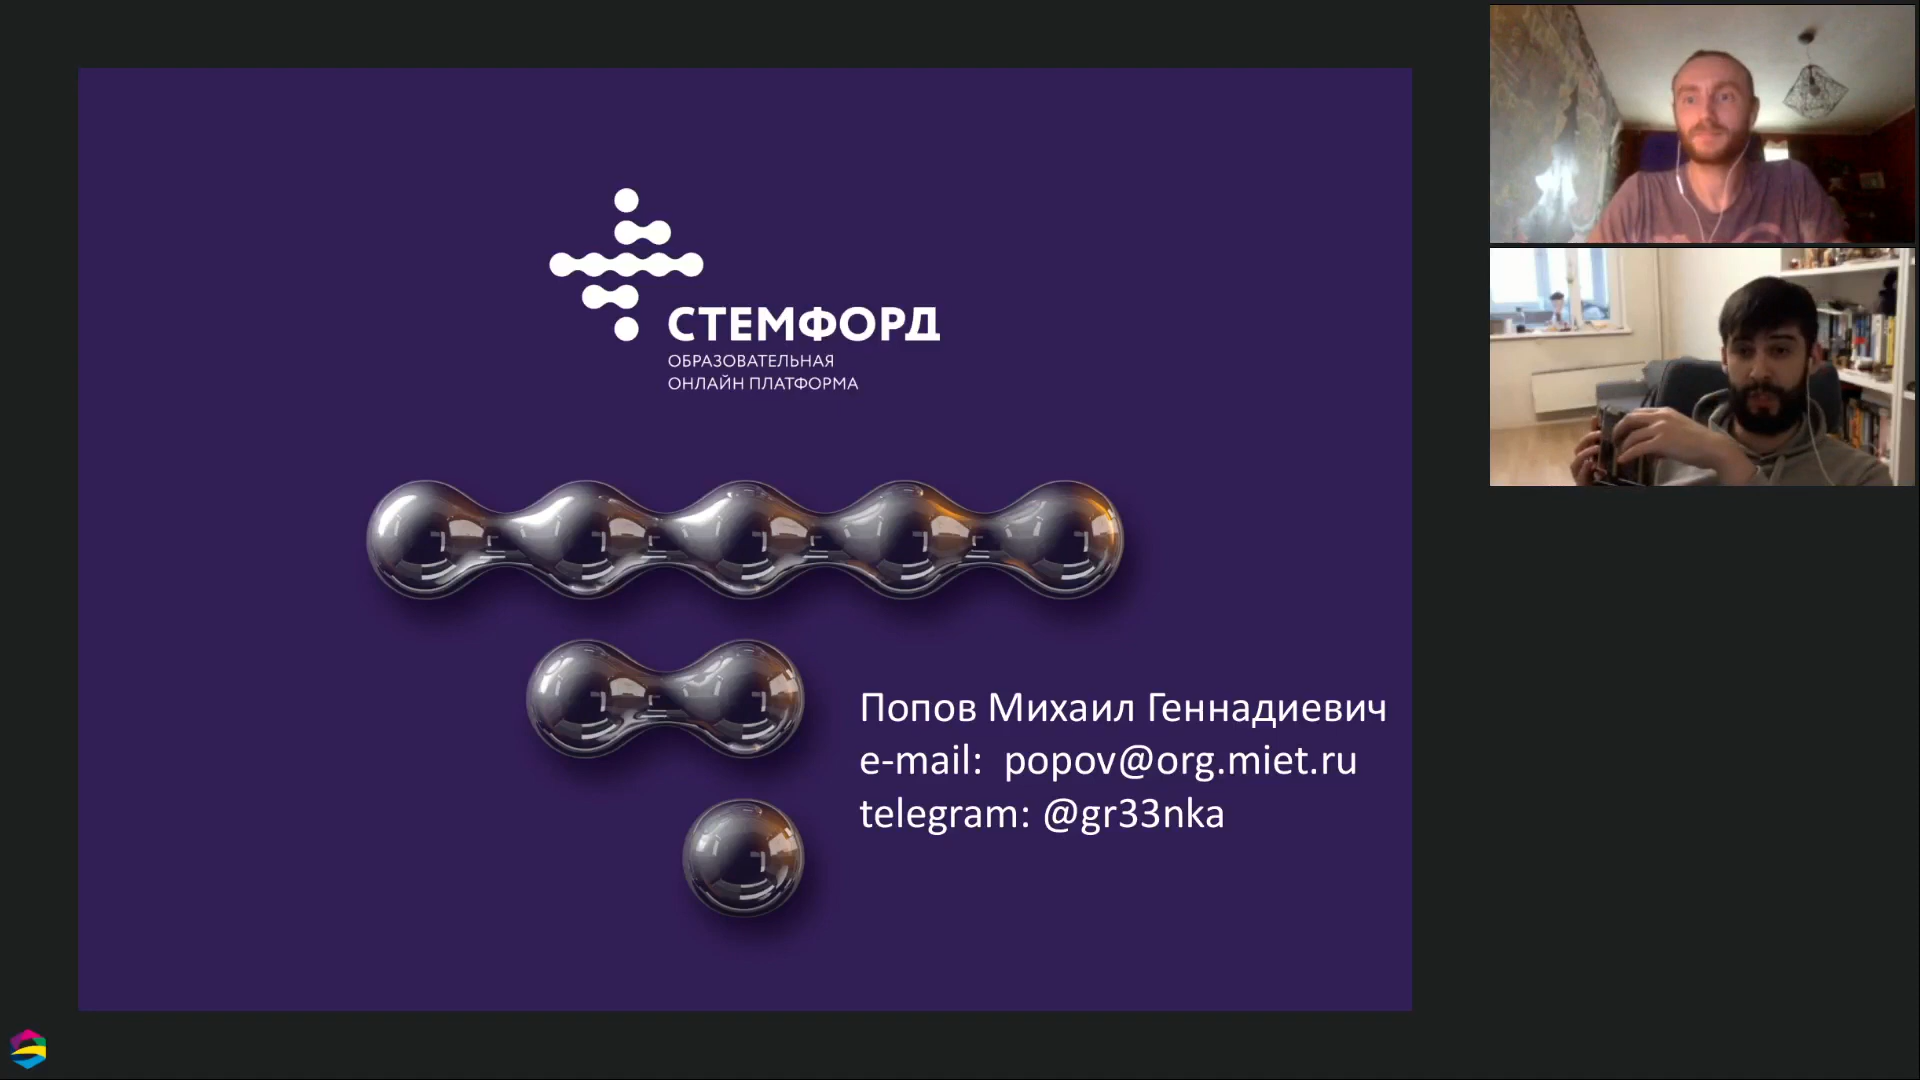 СТЕМФОРД
ОБРАЗОВАТЕЛЬНАЯ
ОНЛАЙН ПЛАТФОРМА
Попов Михаил Геннадиевич
e-mail:  popov@org.miet.ru
telegram: @gr33nka